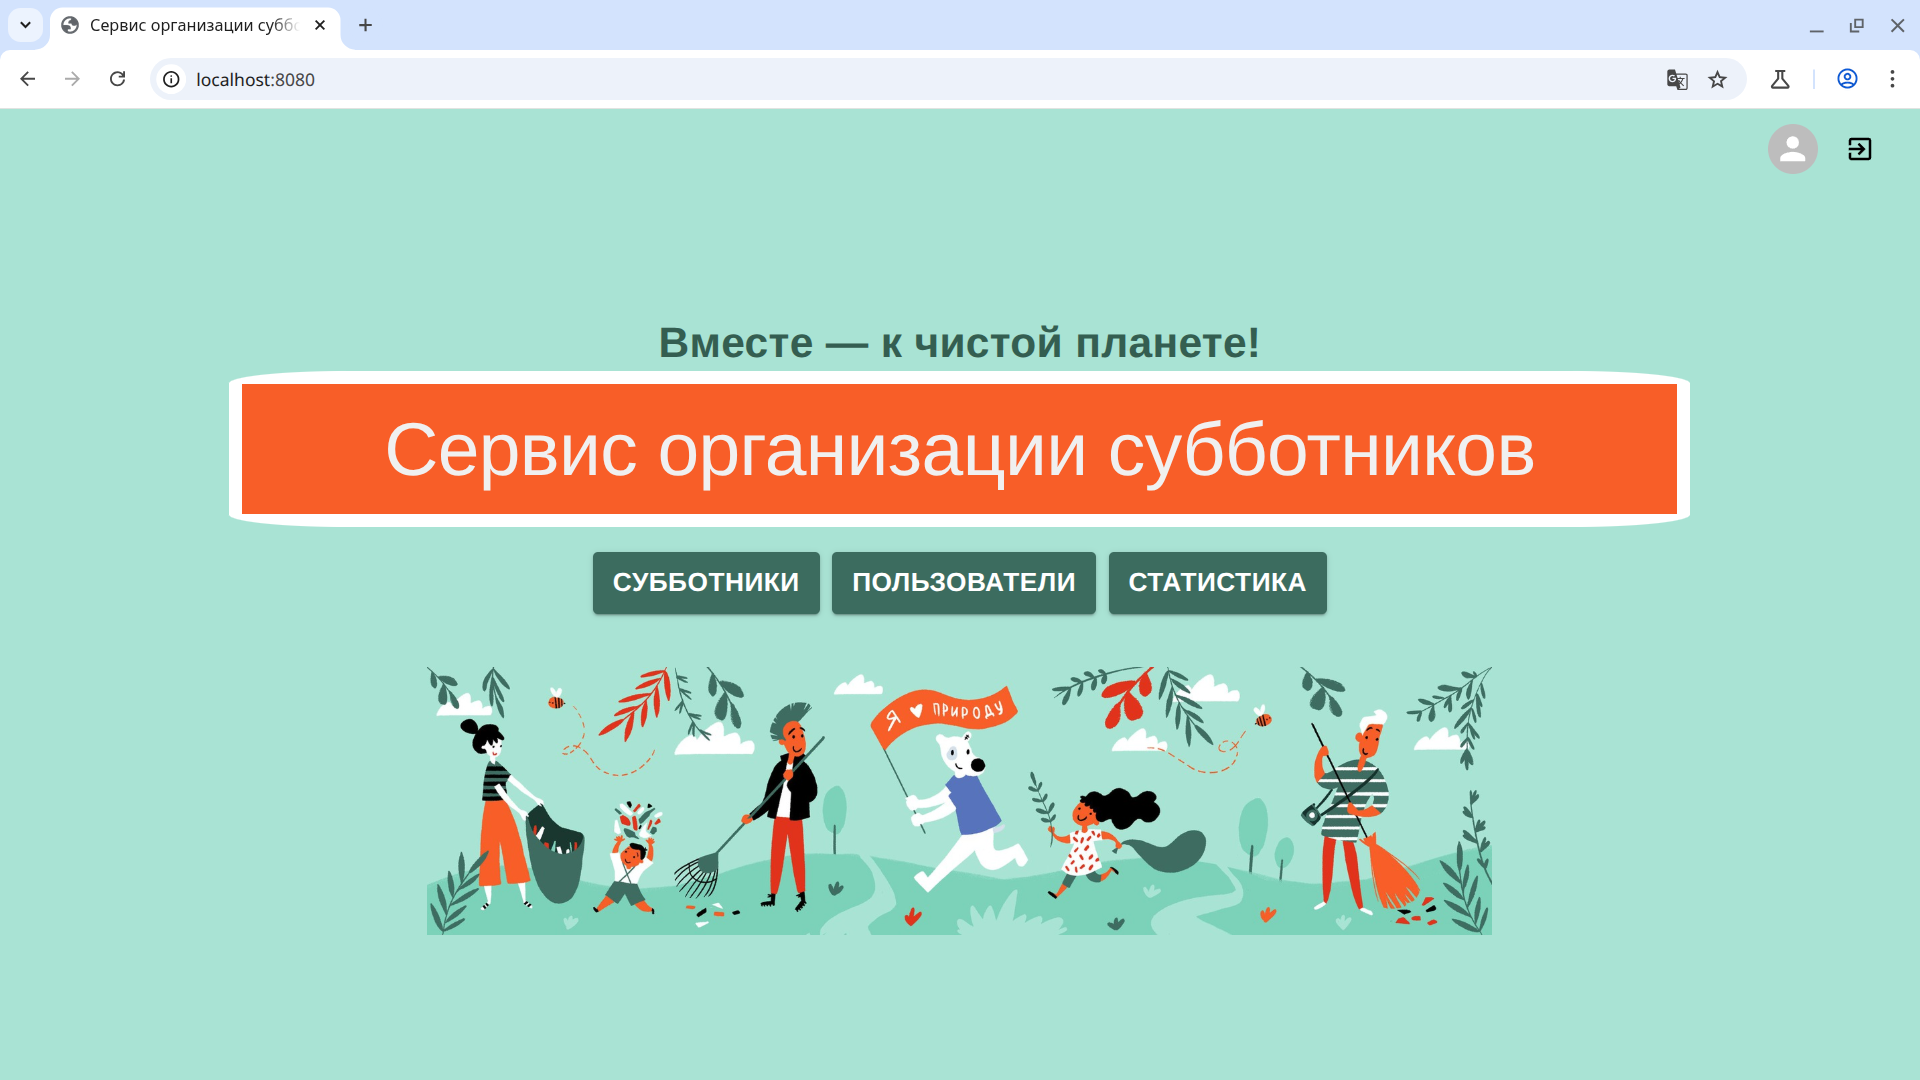 Сервис организации суббо
localhost:8080
Вместе — к чистой планете!
Сервис организации субботников
СУББОТНИКИ ПОЛЬЗОВАТЕЛИ СТАТИСТИКА
Я ПРИРОДУ